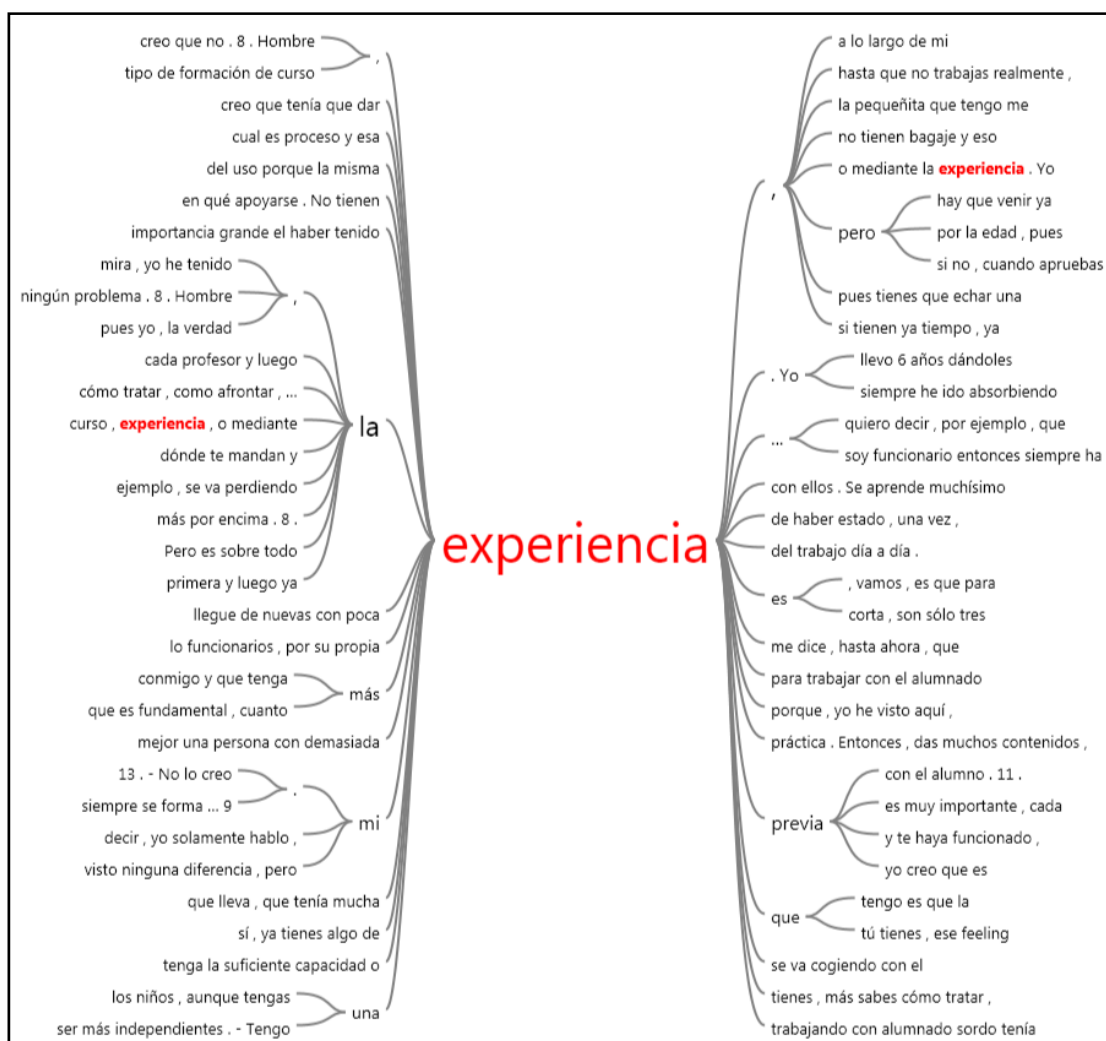 creo que no . 8 . Hombre
tipo de formación de curso
,
creo que tenía que dar
cual es proceso y esa
del uso porque la misma
en qué apoyarse . No tienen
importancia grande el haber tenido
mira , yo he tenido
ningún problema . 8 . Hombre
pues yo , la verdad
,
cada profesor y luego
cómo tratar , como afrontar , ...
curso , experiencia , o mediante
dónde te mandan y
ejemplo , se va perdiendo
más por encima . 8 .
Pero es sobre todo
primera y luego ya
la
llegue de nuevas con poca
lo funcionarios , por su propia
conmigo y que tenga
que es fundamental , cuanto
más
mejor una persona con demasiada
13 . - No lo creo
siempre se forma ... 9
.
decir , yo solamente hablo ,
visto ninguna diferencia , pero
mi
que lleva , que tenía mucha
sí , ya tienes algo de
tenga la suficiente capacidad o
los niños , aunque tengas
ser más independientes . - Tengo
una
experiencia
,
a lo largo de mi
hasta que no trabajas realmente ,
la pequeñita que tengo me
no tienen bagaje y eso
o mediante la experiencia . Yo
pero
hay que venir ya
por la edad , pues
si no , cuando apruebas
pues tienes que echar una
si tienen ya tiempo , ya
. Yo
llevo 6 años dándoles
siempre he ido absorbiendo
...
quiero decir , por ejemplo , que
soy funcionario entonces siempre ha
con ellos . Se aprende muchísimo
de haber estado , una vez ,
del trabajo día a día .
es
, vamos , es que para
corta , son sólo tres
me dice , hasta ahora , que
para trabajar con el alumnado
porque , yo he visto aquí ,
práctica . Entonces , das muchos contenidos ,
previa
con el alumno . 11 .
es muy importante , cada
y te haya funcionado ,
yo creo que es
que
tengo es que la
tú tienes , ese feeling
se va cogiendo con el
tienes , más sabes cómo tratar ,
trabajando con alumnado sordo tenía